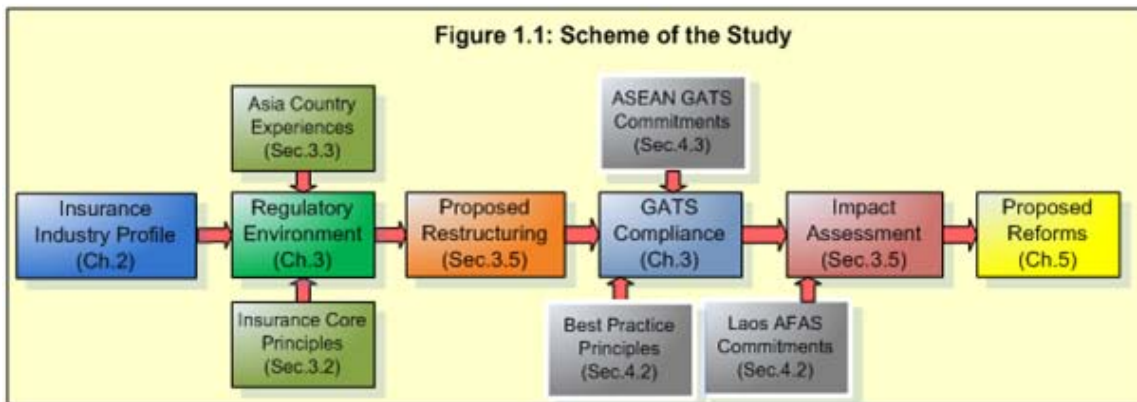 Figure 1.1: Scheme of the Study
Asia Country
Experiences
(Sec.3.3)
ASEAN GATS
Commitments
(Sec.4.3)
Insurance
Industry Profile
(Ch.2)
Regulatory
Environment
(Ch.3)
Proposed
Restructuring
(Sec.3.5)
GATS
Compliance
(Ch.3)
Impact
Assessment
(Sec.3.5)
Proposed
Reforms
(Ch.5)
Insurance Core
Principles
(Sec.3.2)
Best Practice
Principles
(Sec.4.2)
Laos AFAS
Commitments
(Sec.4.2)